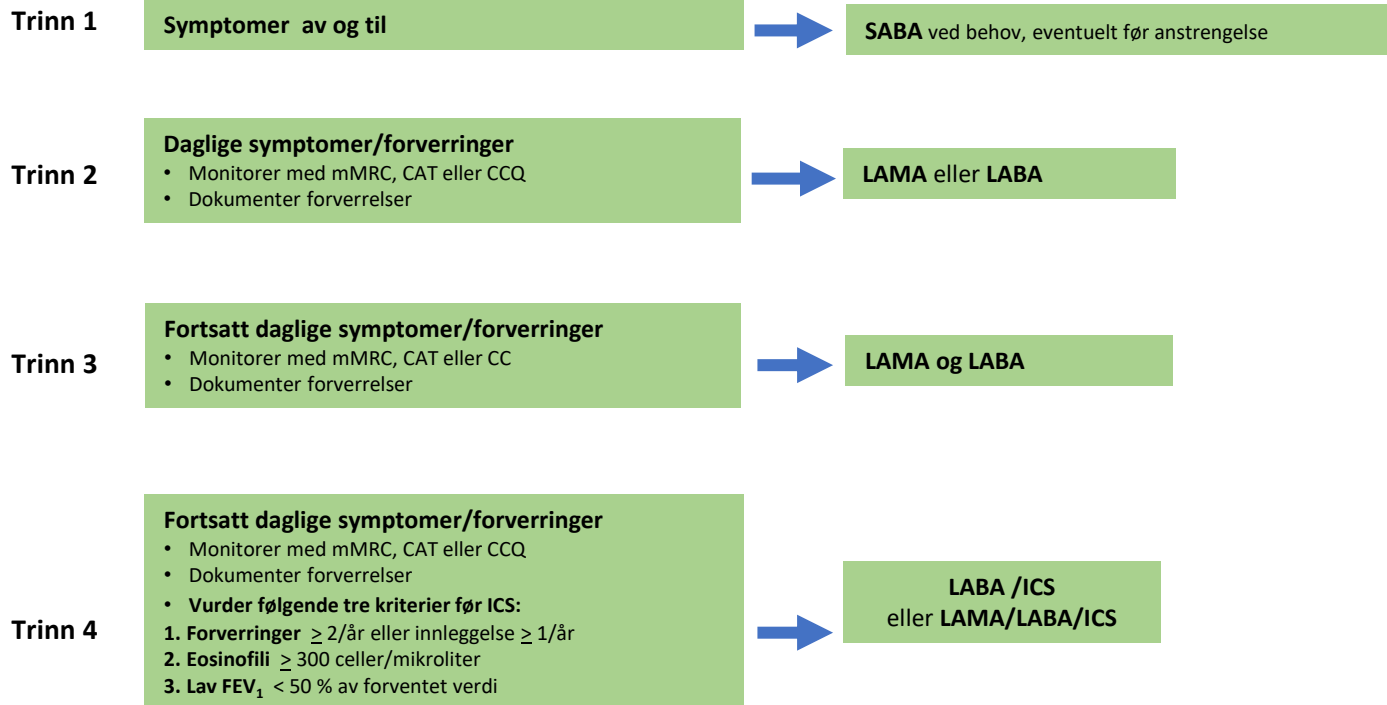 Trinn 1
Symptomer av og til
SABA ved behov, eventuelt før anstrengelse
Trinn 2
Daglige symptomer/forverringer
• Monitorer med mMRC, CAT eller CCQ
• Dokumenter forverrelser
LAMA eller LABA
Trinn 3
Fortsatt daglige symptomer/forverringer
• Monitorer med mMRC, CAT eller CC
• Dokumenter forverrelser
LAMA og LABA
Trinn 4
Fortsatt daglige symptomer/forverringer
• Monitorer med mMRC, CAT eller CCQ
• Dokumenter forverrelser
• Vurder følgende tre kriterier før ICS:
1. Forverringer ≥ 2/år eller innleggelse ≥ 1/år
2. Eosinofili ≥ 300 celler/mikroliter
3. Lav FEV₁ < 50 % av forventet verdi
LABA /ICS
eller LAMA/LABA/ICS